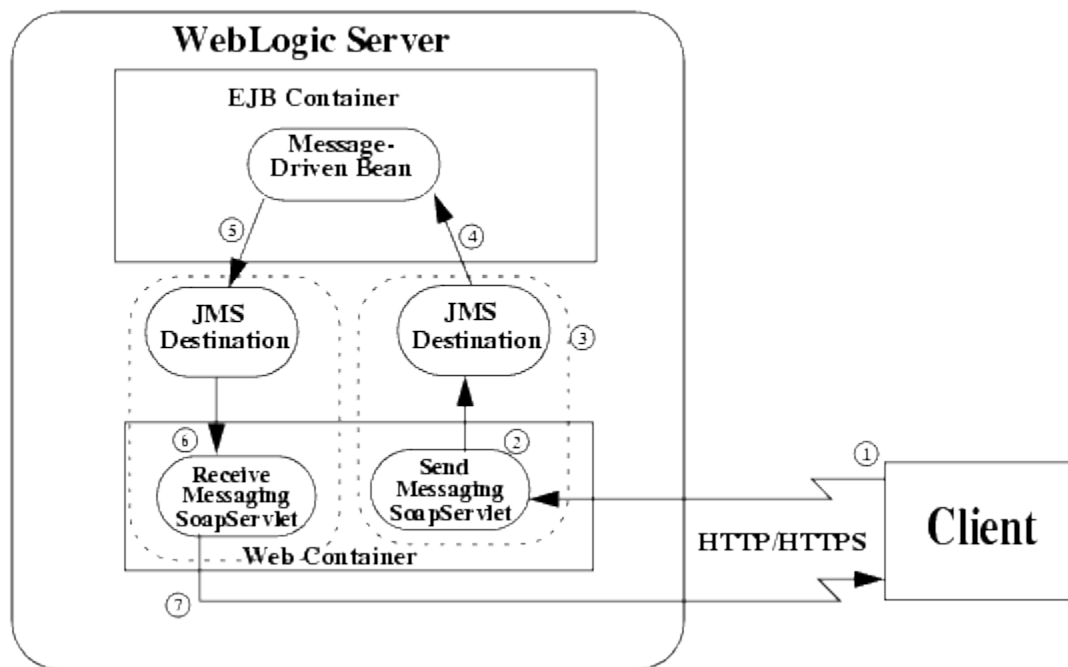 WebLogic Server
EJB Container
Message-
Driven Bean
5
4
JMS
Destination
JMS
Destination
3
6
2
1
Receive
Messaging
SoapServlet
Send
Messaging
SoapServlet
Client
HTTP/HTTPS
Web Container
7